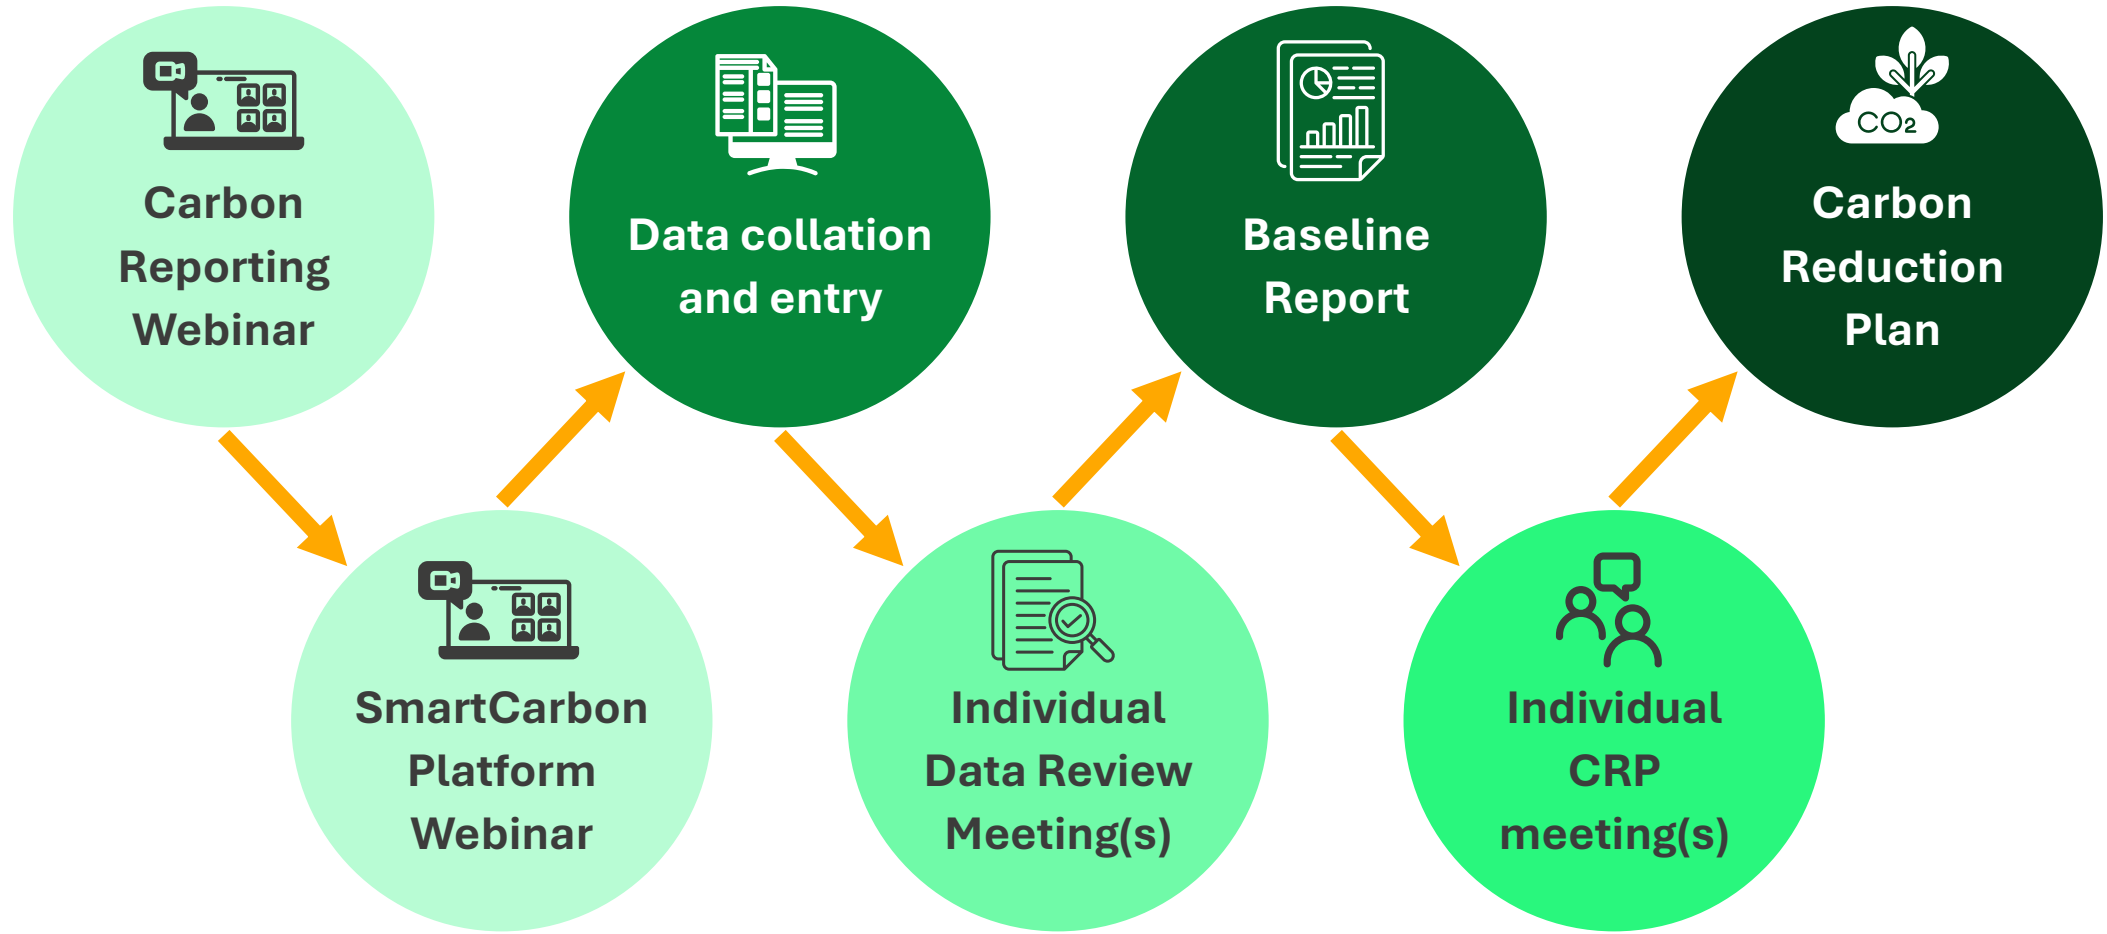 Carbon
Reporting
Webinar
SmartCarbon
Platform
Webinar
Data collation
and entry
Individual
Data Review
Meeting(s)
Baseline
Report
Individual
CRP
meeting(s)
CO2
Carbon
Reduction
Plan